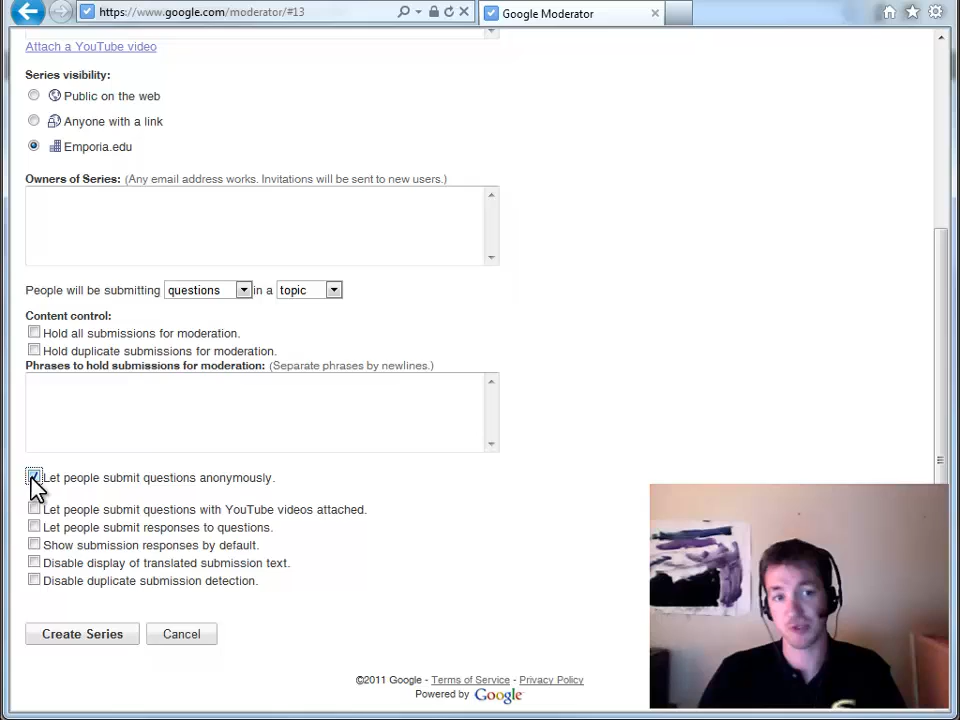 https://www.google.com/moderator/#13
Google Moderator
Attach a YouTube video
Series visibility:
Public on the web
Anyone with a link
Emporia.edu
Owners of Series: (Any email address works. Invitations will be sent to new users.)
People will be submitting questions in a topic
Content control:
Hold all submissions for moderation.
Hold duplicate submissions for moderation.
Phrases to hold submissions for moderation: (Separate phrases by newlines.)
Let people submit questions anonymously.
Let people submit questions with YouTube videos attached.
Let people submit responses to questions.
Show submission responses by default.
Disable display of translated submission text.
Disable duplicate submission detection.
Create Series Cancel
©2011 Google - Terms of Service - Privacy Policy
Powered by Google